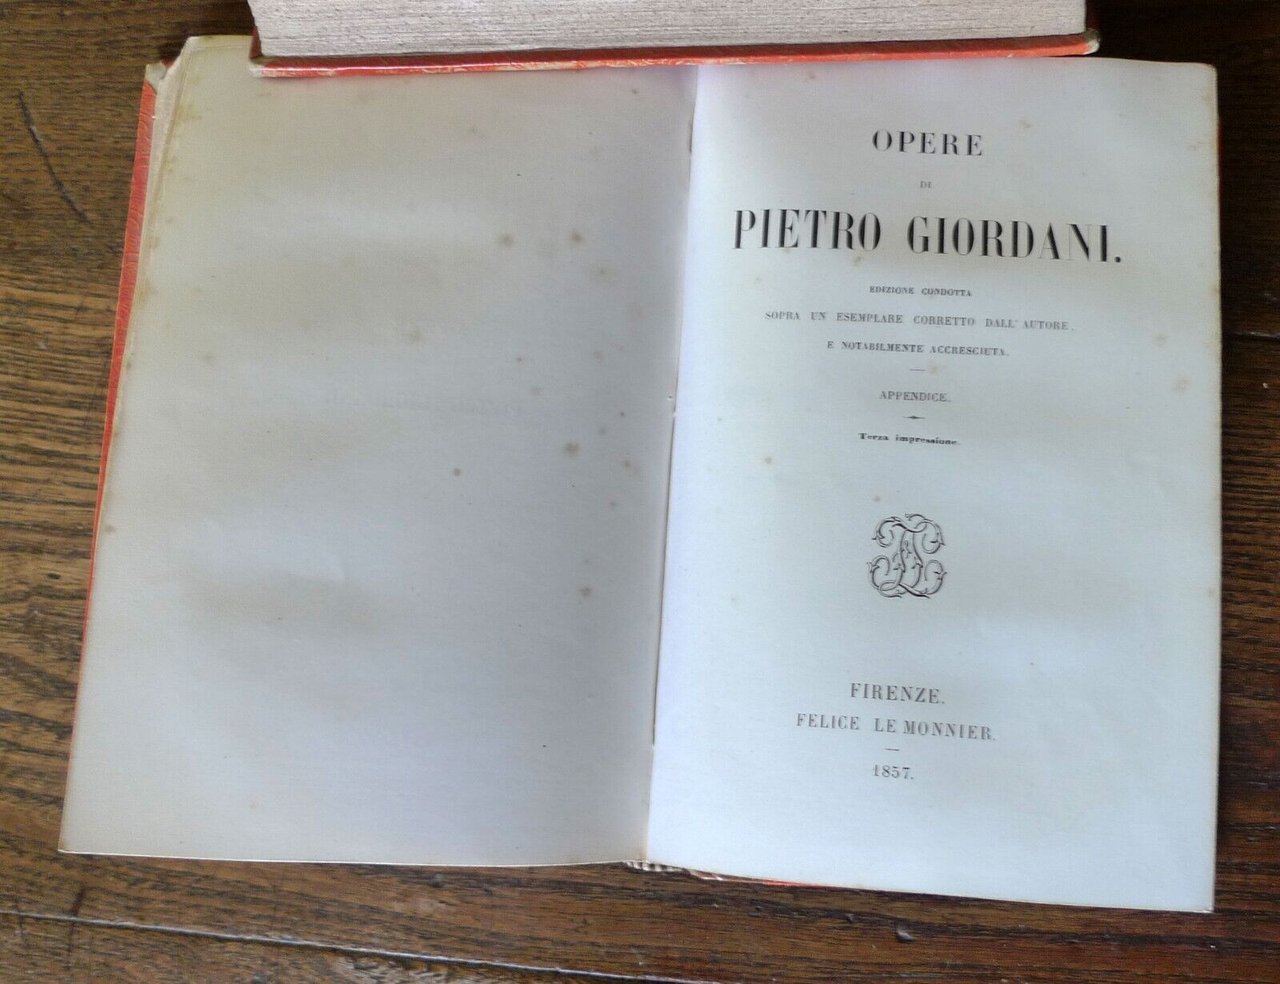 OPERE
DI
PIETRO GIORDANI.
EDIZIONE CONDOTTA
SOPRA UN ESEMPLARE CORRETTO DALL'AUTORE,
E NOTABILMENTE ACCRESCIUTA.
APPENDICE.
Terza impressione.
FIRENZE.
FELICE LE MONNIER.
1857.